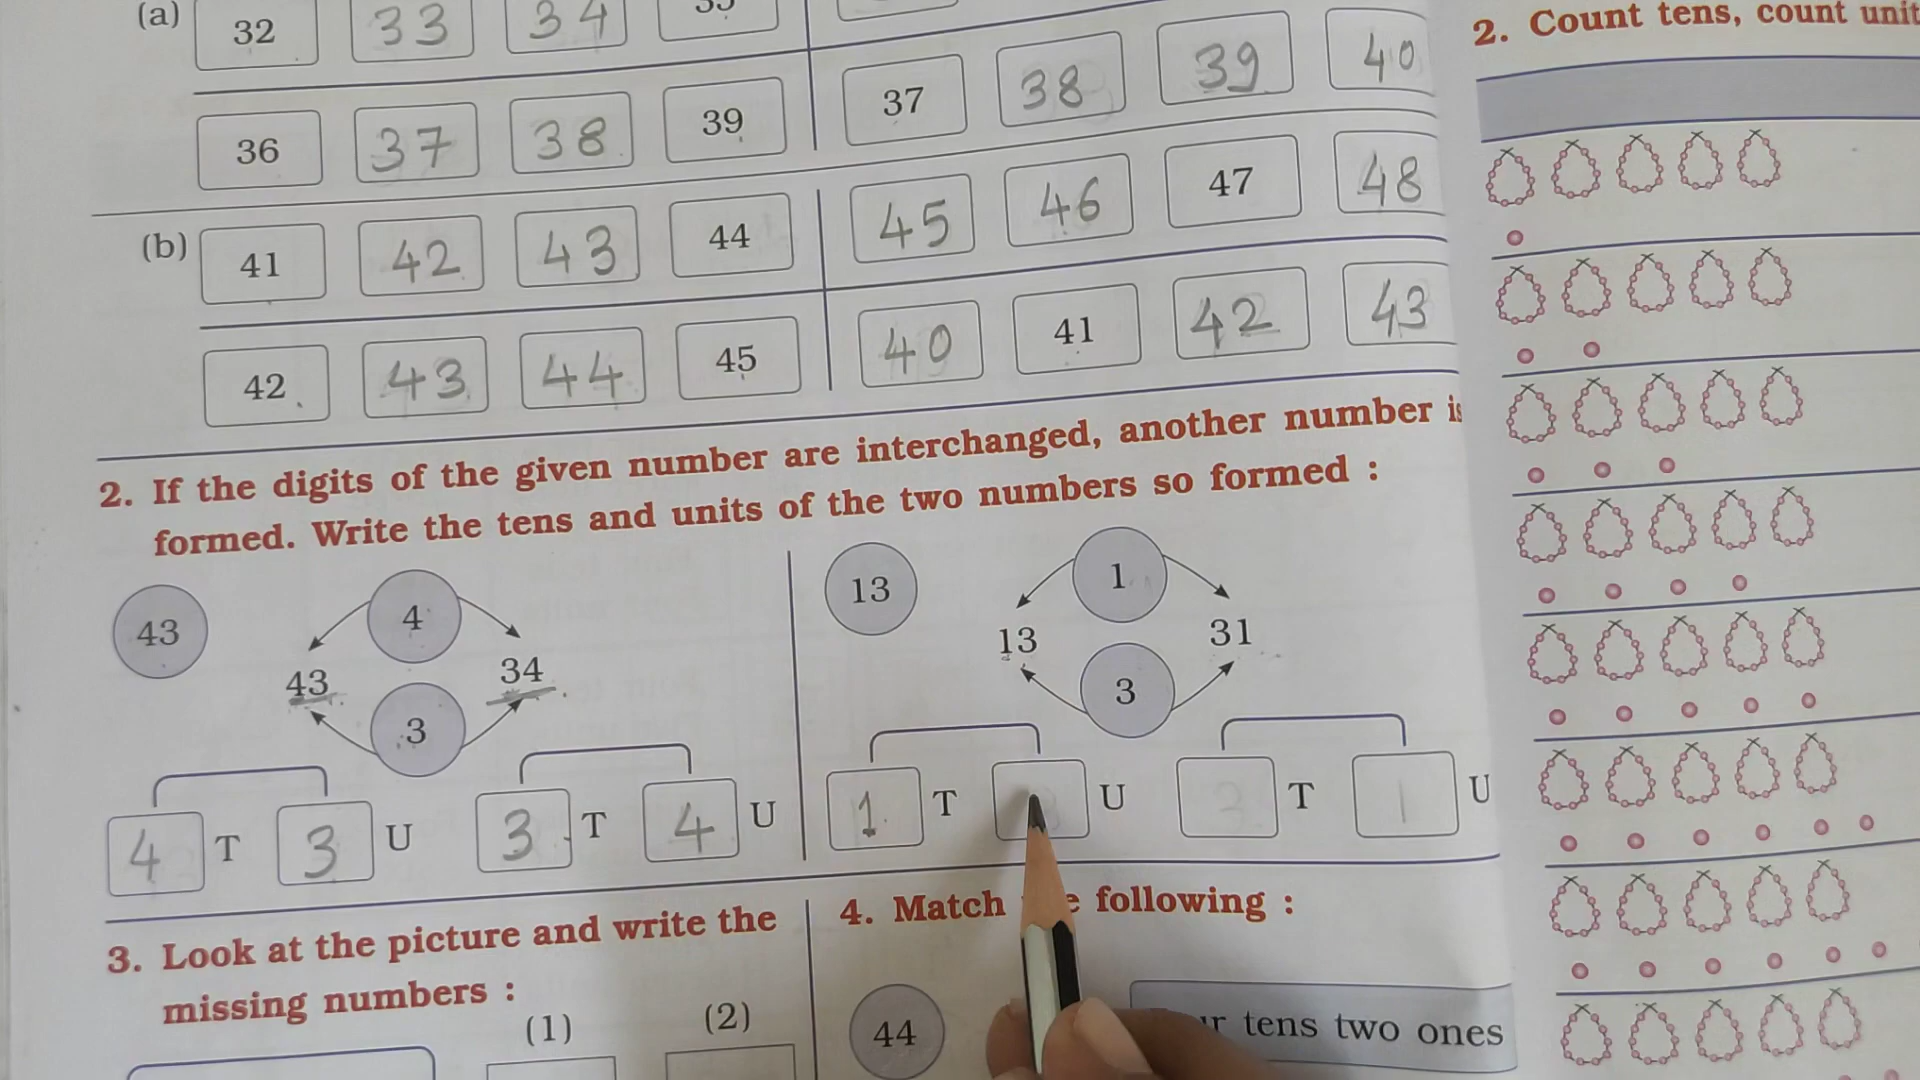 (a) 32 33 34
36 37 38 39 37 38 39 40
(b) 41 42 43 44 45 46 47 48
42 43 44 45 40 41 42 43
2. If the digits of the given number are interchanged, another number is
formed. Write the tens and units of the two numbers so formed :
43 4 43 34 3
4 T 3 U 3 T 4 U
13 1 13 31 3
1 T U 3 T 1 U
3. Look at the picture and write the
missing numbers :
(1) (2)
4. Match following :
44 tens two ones
2. Count tens, count unit